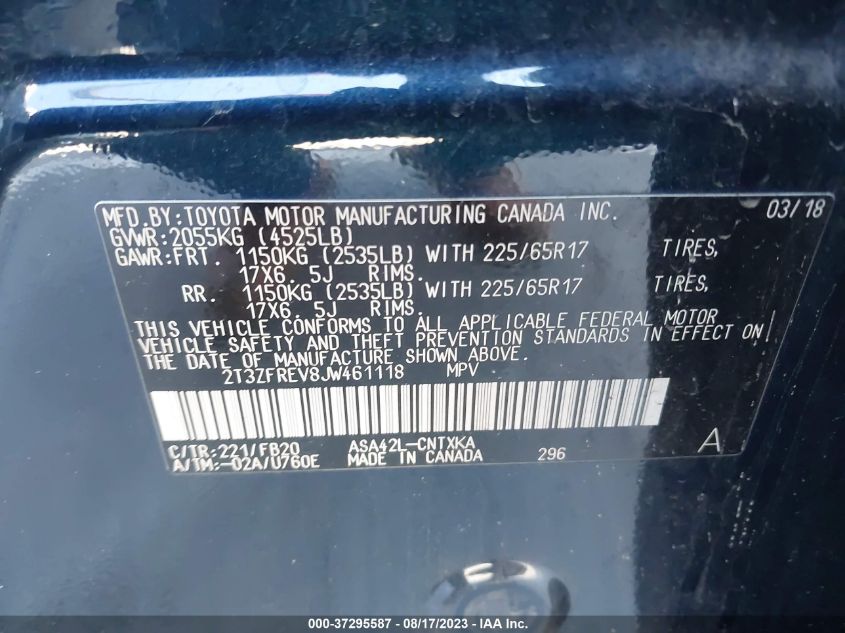 MFD.BY:TOYOTA MOTOR MANUFACTURING CANADA INC. 03/18
GVWR:2055KG (4525LB)
GAWR:FRT. 1150KG (2535LB) WITH 225/65R17 TIRES,
17X6.5J RIMS.
RR. 1150KG (2535LB) WITH 225/65R17 TIRES,
17X6.5J RIMS.
THIS VEHICLE CONFORMS TO ALL APPLICABLE FEDERAL MOTOR
VEHICLE SAFETY AND THEFT PREVENTION STANDARDS IN EFFECT ON
THE DATE OF MANUFACTURE SHOWN ABOVE.
2T3ZFREV8JW461118 MPV
C/TR:221/FB20 ASA42L-CNTXKA A
A/TM:-02A/U760E MADE IN CANADA 296
000-37295587 - 08/17/2023 - IAA Inc.